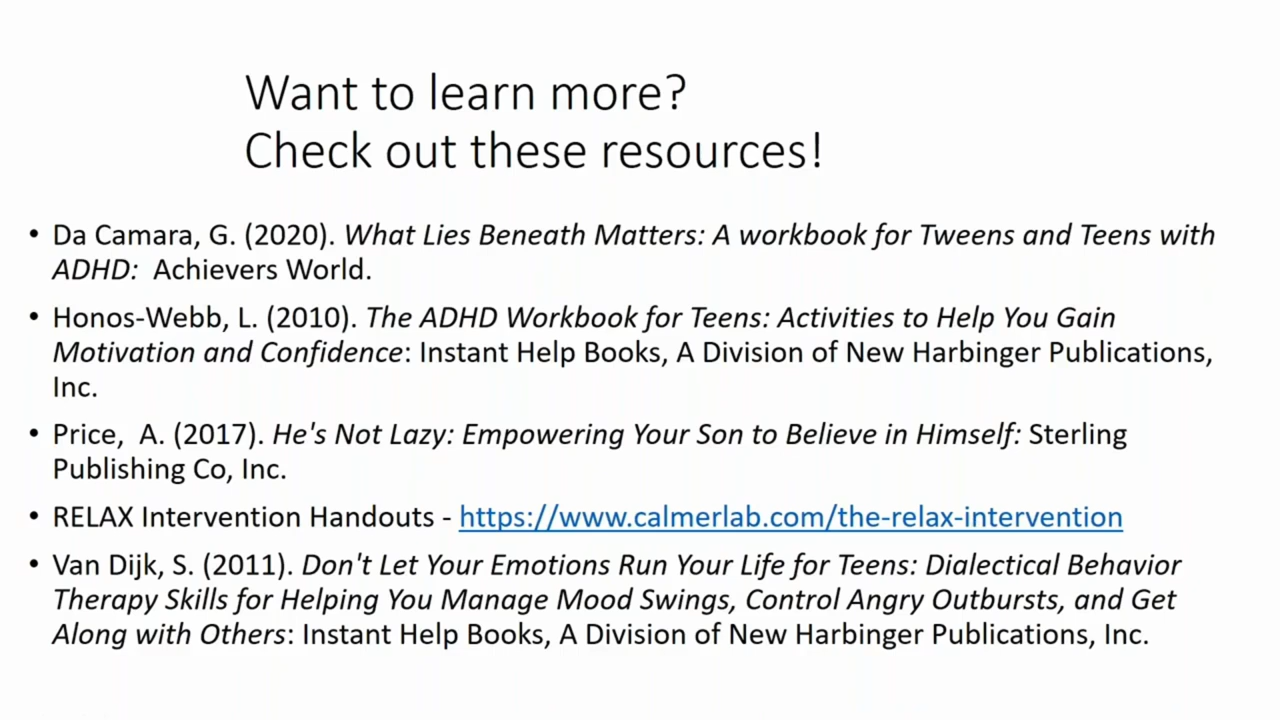 Want to learn more?
Check out these resources!
• Da Camara, G. (2020). What Lies Beneath Matters: A workbook for Tweens and Teens with
ADHD:  Achievers World.
• Honos-Webb, L. (2010). The ADHD Workbook for Teens: Activities to Help You Gain
Motivation and Confidence: Instant Help Books, A Division of New Harbinger Publications,
Inc.
• Price,  A. (2017). He's Not Lazy: Empowering Your Son to Believe in Himself: Sterling
Publishing Co, Inc.
• RELAX Intervention Handouts - https://www.calmerlab.com/the-relax-intervention
• Van Dijk, S. (2011). Don't Let Your Emotions Run Your Life for Teens: Dialectical Behavior
Therapy Skills for Helping You Manage Mood Swings, Control Angry Outbursts, and Get
Along with Others: Instant Help Books, A Division of New Harbinger Publications, Inc.